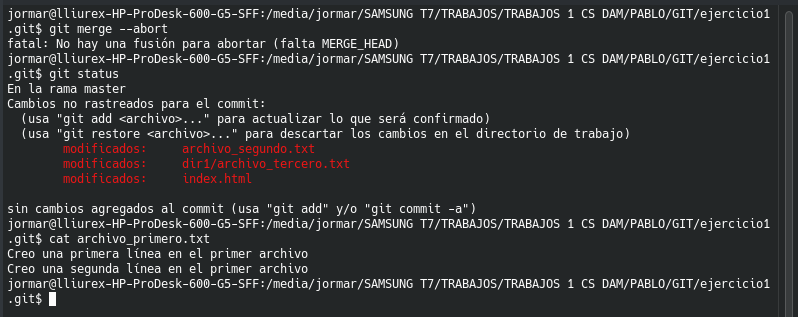 jormar@lliurex-HP-ProDesk-600-G5-SFF:/media/jormar/SAMSUNG T7/TRABAJOS/TRABAJOS 1 CS DAM/PABLO/GIT/ejercicio1
.git$ git merge --abort
fatal: No hay una fusión para abortar (falta MERGE_HEAD)
jormar@lliurex-HP-ProDesk-600-G5-SFF:/media/jormar/SAMSUNG T7/TRABAJOS/TRABAJOS 1 CS DAM/PABLO/GIT/ejercicio1
.git$ git status
En la rama master
Cambios no rastreados para el commit:
  (usa "git add <archivo>..." para actualizar lo que será confirmado)
  (usa "git restore <archivo>..." para descartar los cambios en el directorio de trabajo)
        modificados:     archivo_segundo.txt
        modificados:     dir1/archivo_tercero.txt
        modificados:     index.html
sin cambios agregados al commit (usa "git add" y/o "git commit -a")
jormar@lliurex-HP-ProDesk-600-G5-SFF:/media/jormar/SAMSUNG T7/TRABAJOS/TRABAJOS 1 CS DAM/PABLO/GIT/ejercicio1
.git$ cat archivo_primero.txt
Creo una primera línea en el primer archivo
Creo una segunda línea en el primer archivo
jormar@lliurex-HP-ProDesk-600-G5-SFF:/media/jormar/SAMSUNG T7/TRABAJOS/TRABAJOS 1 CS DAM/PABLO/GIT/ejercicio1
.git$